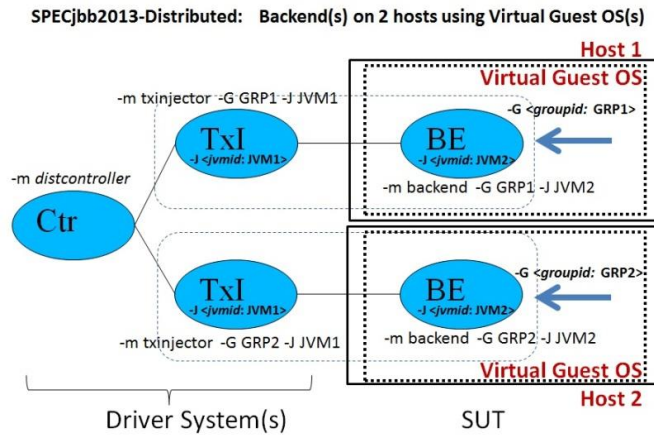 SPECjbb2013-Distributed: Backend(s) on 2 hosts using Virtual Guest OS(s)
Host 1
Virtual Guest OS
-m txinjector -G GRP1 -J JVM1
-G <groupid: GRP1>
TxI
-J <jvmid: JVM1>
BE
-J <jvmid: JVM2>
-m distcontroller
-m backend -G GRP1 -J JVM2
Ctr
-G <groupid: GRP2>
TxI
-J <jvmid: JVM1>
BE
-J <jvmid: JVM2>
-m txinjector -G GRP2 -J JVM1
-m backend -G GRP2 -J JVM2
Virtual Guest OS
Host 2
Driver System(s)
SUT